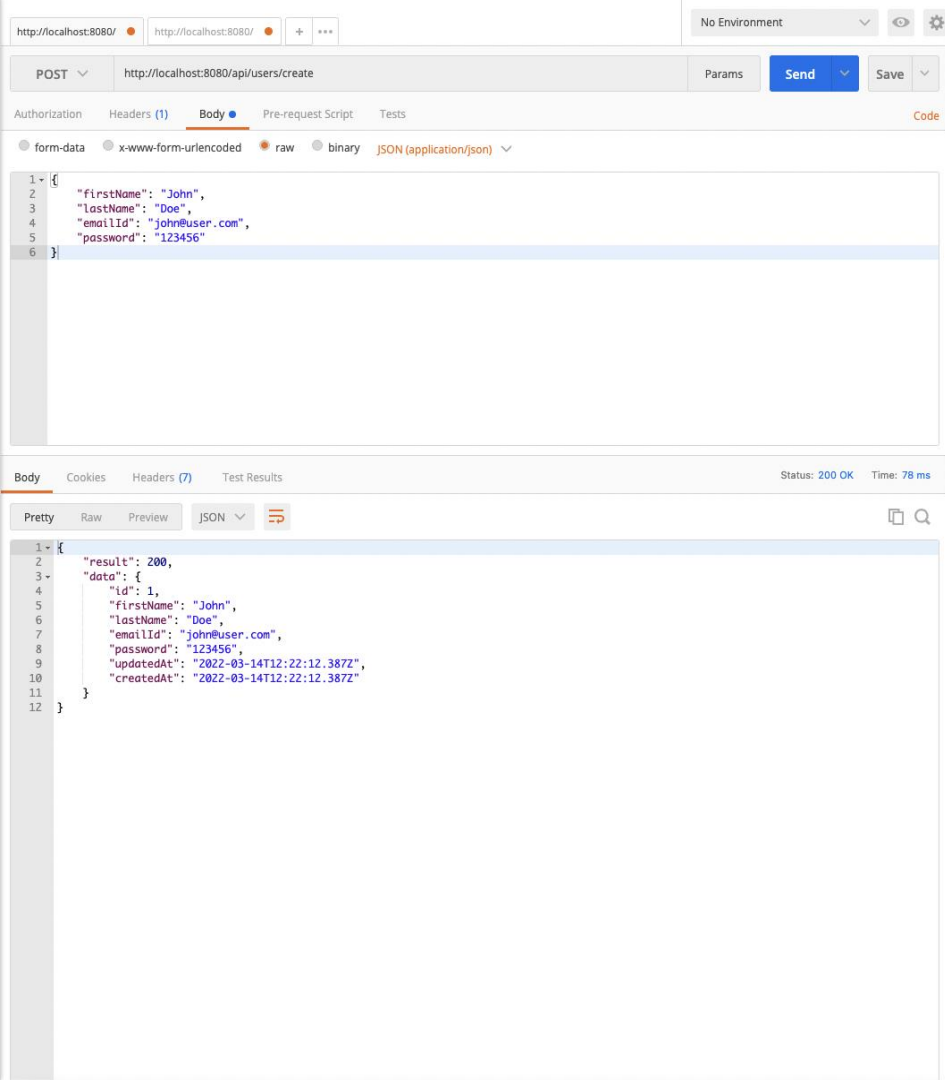 http://localhost:8080/ http://localhost:8080/ + ••• No Environment
POST http://localhost:8080/api/users/create Params Send Save
Authorization Headers (1) Body Pre-request Script Tests Code
form-data x-www-form-urlencoded raw binary JSON (application/json)
1 {
2 "firstName": "John",
3 "lastName": "Doe",
4 "emailId": "john@user.com",
5 "password": "123456"
6 }
Body Cookies Headers (7) Test Results Status: 200 OK Time: 78 ms
Pretty Raw Preview JSON
1 {
2 "result": 200,
3 "data": {
4 "id": 1,
5 "firstName": "John",
6 "lastName": "Doe",
7 "emailId": "john@user.com",
8 "password": "123456",
9 "updatedAt": "2022-03-14T12:22:12.387Z",
10 "createdAt": "2022-03-14T12:22:12.387Z"
11 }
12 }